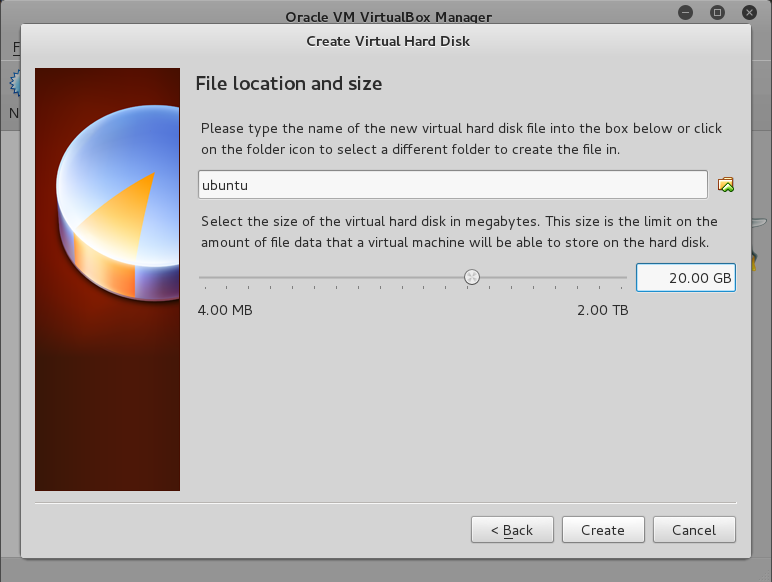 Oracle VM VirtualBox Manager
Create Virtual Hard Disk
F
N
File location and size
Please type the name of the new virtual hard disk file into the box below or click
on the folder icon to select a different folder to create the file in.
ubuntu
Select the size of the virtual hard disk in megabytes. This size is the limit on the
amount of file data that a virtual machine will be able to store on the hard disk.
20.00 GB
4.00 MB
2.00 TB
< Back
Create
Cancel